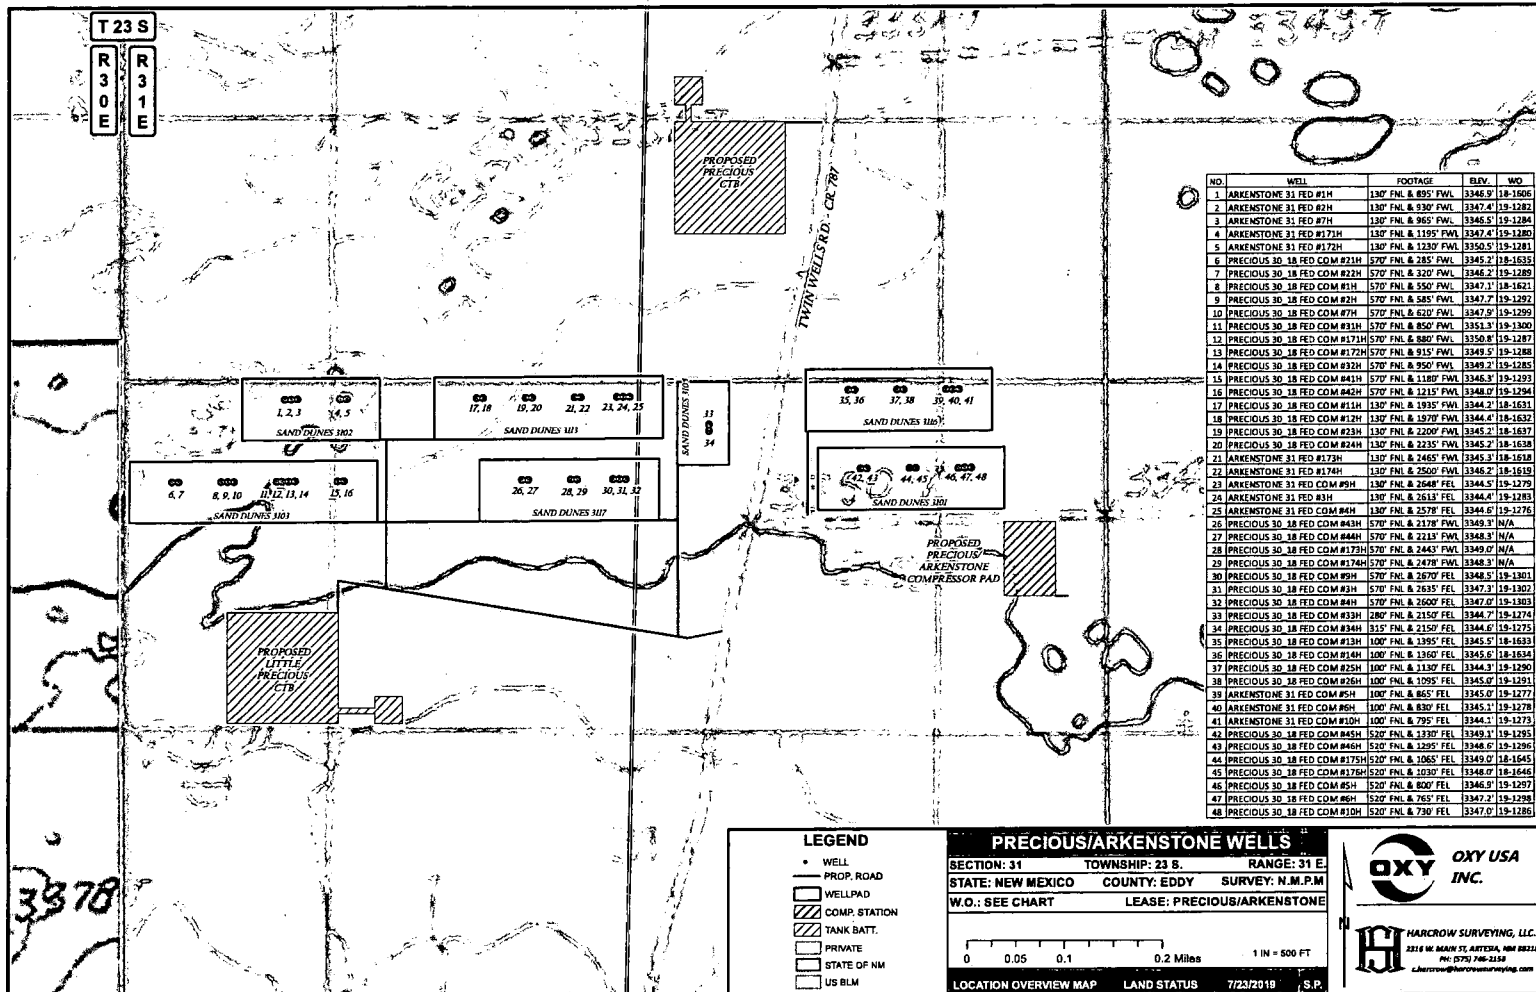 T 23 S
R 30 E
R 31 E
PROPOSED
PRECIOUS
CTB
TWIN WELLS RD. - CR. 787
1, 2, 3
4, 5
SAND DUNES 3102
17, 18
19, 20
21, 22
23, 24, 25
SAND DUNES 3113
33
34
35, 36
37, 38
39, 40, 41
SAND DUNES 3116
6, 7
8, 9, 10
11, 12, 13, 14
15, 16
SAND DUNES 3103
26, 27
28, 29
30, 31, 32
SAND DUNES 3117
42, 43
44, 45
46, 47, 48
SAND DUNES 3101
PROPOSED
PRECIOUS/
ARKENSTONE
COMPRESSOR PAD
PROPOSED
LITTLE
PRECIOUS
CTB
3378
NO. WELL FOOTAGE ELEV. WO
1 ARKENSTONE 31 FED #1H 130' FNL & 895' FWL 3346.9' 18-1606
2 ARKENSTONE 31 FED #2H 130' FNL & 930' FWL 3347.4' 19-1282
3 ARKENSTONE 31 FED #7H 130' FNL & 965' FWL 3346.5' 19-1284
4 ARKENSTONE 31 FED #171H 130' FNL & 1195' FWL 3347.4' 19-1280
5 ARKENSTONE 31 FED #172H 130' FNL & 1230' FWL 3350.5' 19-1281
6 PRECIOUS 30_18 FED COM #21H 570' FNL & 285' FWL 3345.2' 18-1635
7 PRECIOUS 30_18 FED COM #22H 570' FNL & 320' FWL 3346.2' 19-1289
8 PRECIOUS 30_18 FED COM #1H 570' FNL & 550' FWL 3347.1' 18-1621
9 PRECIOUS 30_18 FED COM #2H 570' FNL & 585' FWL 3347.7' 19-1292
10 PRECIOUS 30_18 FED COM #7H 570' FNL & 620' FWL 3347.9' 19-1299
11 PRECIOUS 30_18 FED COM #31H 570' FNL & 850' FWL 3351.3' 19-1300
12 PRECIOUS 30_18 FED COM #171H 570' FNL & 880' FWL 3350.8' 19-1287
13 PRECIOUS 30_18 FED COM #172H 570' FNL & 915' FWL 3349.5' 19-1288
14 PRECIOUS 30_18 FED COM #32H 570' FNL & 950' FWL 3349.2' 19-1285
15 PRECIOUS 30_18 FED COM #41H 570' FNL & 1180' FWL 3346.3' 19-1293
16 PRECIOUS 30_18 FED COM #42H 570' FNL & 1215' FWL 3348.0' 19-1294
17 PRECIOUS 30_18 FED COM #11H 130' FNL & 1935' FWL 3344.2' 18-1631
18 PRECIOUS 30_18 FED COM #12H 130' FNL & 1970' FWL 3344.4' 18-1632
19 PRECIOUS 30_18 FED COM #23H 130' FNL & 2200' FWL 3345.2' 18-1637
20 PRECIOUS 30_18 FED COM #24H 130' FNL & 2235' FWL 3345.2' 18-1638
21 ARKENSTONE 31 FED #173H 130' FNL & 2465' FWL 3345.3' 18-1618
22 ARKENSTONE 31 FED #174H 130' FNL & 2500' FWL 3346.2' 18-1619
23 ARKENSTONE 31 FED COM #9H 130' FNL & 2648' FEL 3344.5' 19-1279
24 ARKENSTONE 31 FED #3H 130' FNL & 2613' FEL 3344.4' 19-1283
25 ARKENSTONE 31 FED COM #4H 130' FNL & 2578' FEL 3344.6' 19-1276
26 PRECIOUS 30_18 FED COM #43H 570' FNL & 2178' FWL 3349.3' N/A
27 PRECIOUS 30_18 FED COM #44H 570' FNL & 2213' FWL 3348.3' N/A
28 PRECIOUS 30_18 FED COM #173H 570' FNL & 2443' FWL 3349.0' N/A
29 PRECIOUS 30_18 FED COM #174H 570' FNL & 2478' FWL 3348.3' N/A
30 PRECIOUS 30_18 FED COM #9H 570' FNL & 2670' FEL 3348.5' 19-1301
31 PRECIOUS 30_18 FED COM #3H 570' FNL & 2635' FEL 3347.3' 19-1302
32 PRECIOUS 30_18 FED COM #4H 570' FNL & 2600' FEL 3347.0' 19-1303
33 PRECIOUS 30_18 FED COM #33H 280' FNL & 2150' FEL 3344.7' 19-1274
34 PRECIOUS 30_18 FED COM #34H 315' FNL & 2150' FEL 3344.6' 19-1275
35 PRECIOUS 30_18 FED COM #13H 100' FNL & 1395' FEL 3345.5' 18-1633
36 PRECIOUS 30_18 FED COM #14H 100' FNL & 1360' FEL 3345.6' 18-1634
37 PRECIOUS 30_18 FED COM #25H 100' FNL & 1130' FEL 3344.3' 19-1290
38 PRECIOUS 30_18 FED COM #26H 100' FNL & 1095' FEL 3345.0' 19-1291
39 ARKENSTONE 31 FED COM #5H 100' FNL & 865' FEL 3345.0' 19-1277
40 ARKENSTONE 31 FED COM #6H 100' FNL & 830' FEL 3345.1' 19-1278
41 ARKENSTONE 31 FED COM #10H 100' FNL & 795' FEL 3344.1' 19-1273
42 PRECIOUS 30_18 FED COM #45H 520' FNL & 1330' FEL 3349.1' 19-1295
43 PRECIOUS 30_18 FED COM #46H 520' FNL & 1295' FEL 3348.6' 19-1296
44 PRECIOUS 30_18 FED COM #175H 520' FNL & 1065' FEL 3349.0' 18-1645
45 PRECIOUS 30_18 FED COM #176H 520' FNL & 1030' FEL 3348.0' 18-1646
46 PRECIOUS 30_18 FED COM #5H 520' FNL & 800' FEL 3346.9' 19-1297
47 PRECIOUS 30_18 FED COM #6H 520' FNL & 765' FEL 3347.2' 19-1298
48 PRECIOUS 30_18 FED COM #10H 520' FNL & 730' FEL 3347.0' 19-1286
LEGEND
WELL
PROP. ROAD
WELLPAD
COMP. STATION
TANK BATT.
PRIVATE
STATE OF NM
US BLM
PRECIOUS/ARKENSTONE WELLS
SECTION: 31 TOWNSHIP: 23 S. RANGE: 31 E.
STATE: NEW MEXICO COUNTY: EDDY SURVEY: N.M.P.M
W.O.: SEE CHART LEASE: PRECIOUS/ARKENSTONE
0 0.05 0.1 0.2 Miles 1 IN = 500 FT
LOCATION OVERVIEW MAP LAND STATUS 7/23/2019 S.P.
N
OXY
OXY USA
INC.
HARCROW SURVEYING, LLC.
2316 W. MAIN ST, ARTESIA, NM
PH: (575) 746-2158
c.harcrow@harcrowsurveying.com